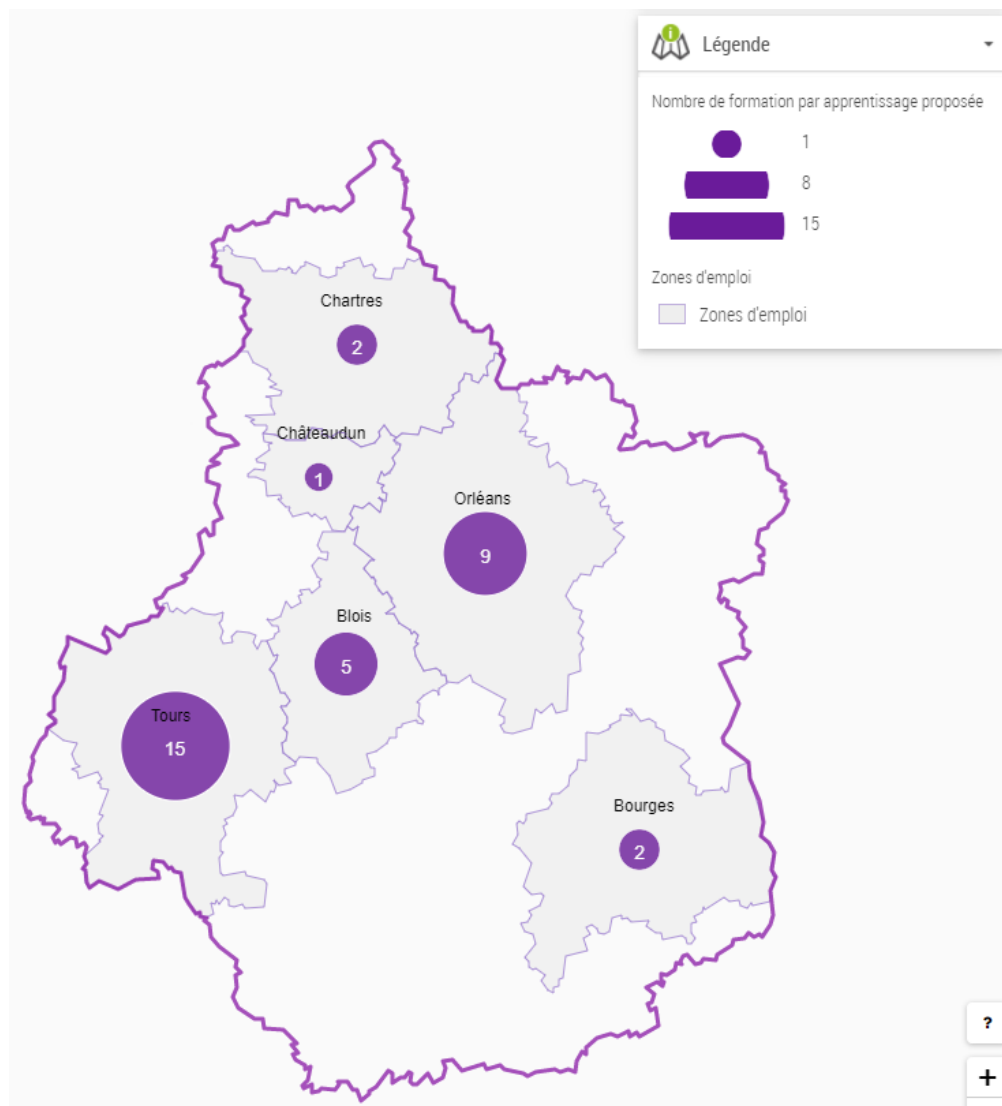 Légende
Nombre de formation par apprentissage proposée
1
8
15
Zones d'emploi
Zones d'emploi
Chartres
2
Châteaudun
1
Orléans
9
Blois
5
Tours
15
Bourges
2
?
+